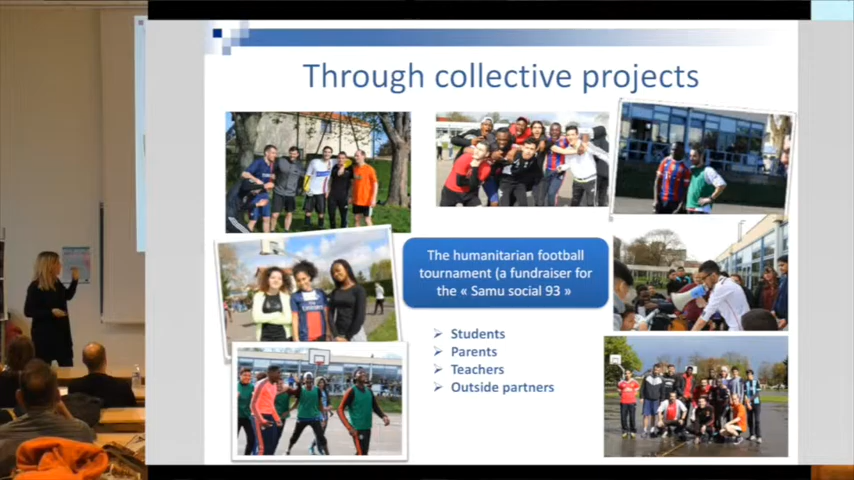 Through collective projects
The humanitarian football
tournament (a fundraiser for
the « Samu social 93 »
Students
Parents
Teachers
Outside partners